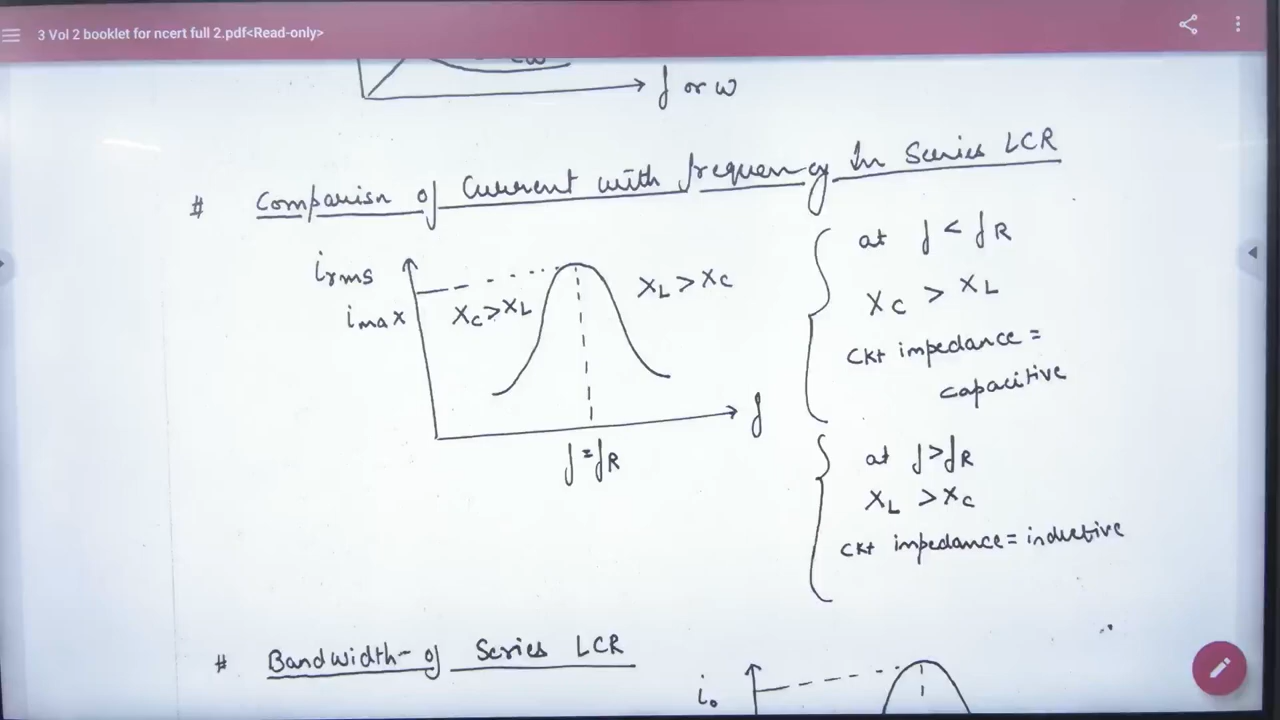 3 Vol 2 booklet for ncert full 2.pdf<Read-only>
f or ω
# Comparisn of Current with frequency In Series LCR
irms
imax
XC > XL
XL > XC
f
f = fR
at f < fR
XC > XL
CKt impedance =
capacitive
at f > fR
XL > XC
CKt impedance = inductive
# Bandwidth of Series LCR
i₀